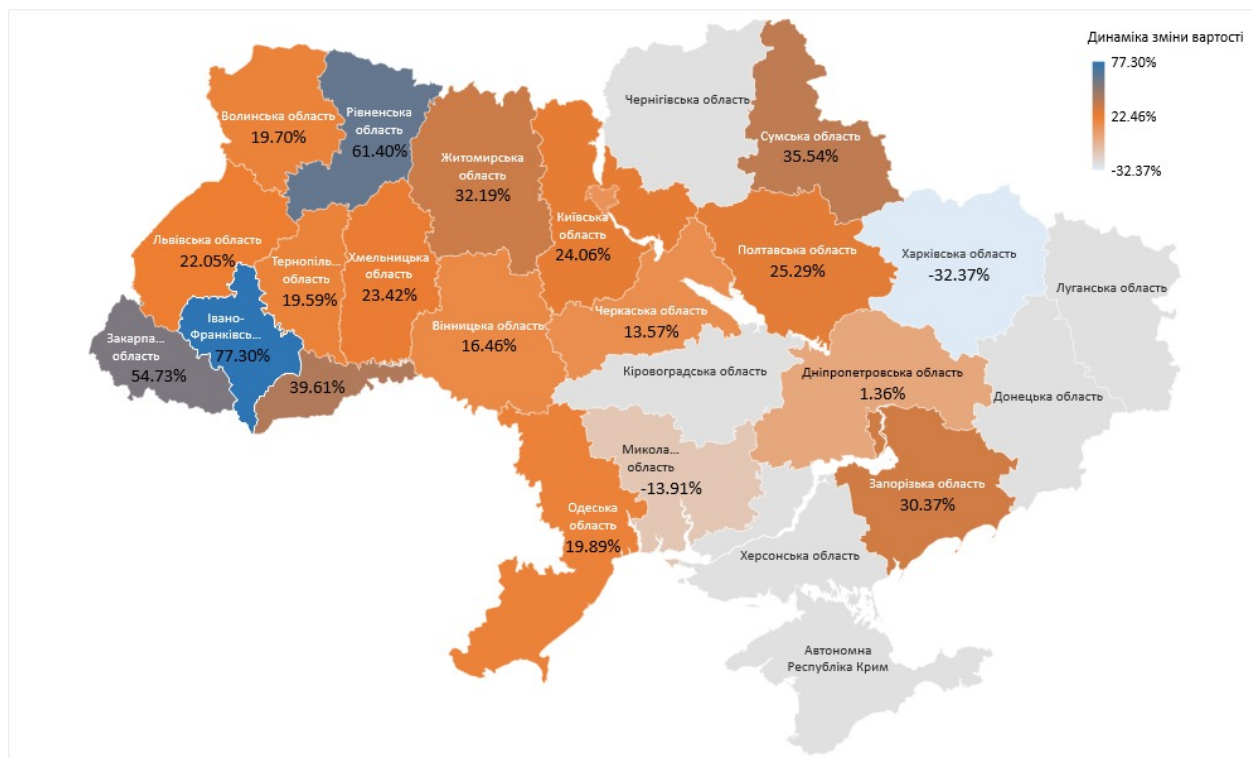 Динаміка зміни вартості
77.30%
22.46%
-32.37%
Чернігівська область
Сумська область
35.54%
Волинська область
19.70%
Рівненська
область
61.40%
Житомирська
область
32.19%
Київська
область
24.06%
Полтавська область
25.29%
Харківська область
-32.37%
Луганська область
Львівська область
22.05%
Тернопіль...
область
19.59%
Хмельницька
область
23.42%
Вінницька область
16.46%
Черкаська область
13.57%
Івано-
Франківсь...
77.30%
Закарпа...
область
54.73%
39.61%
Кіровоградська область
Дніпропетровська область
1.36%
Донецька область
Микола...
область
-13.91%
Запорізька область
30.37%
Одеська
область
19.89%
Херсонська область
Автономна
Республіка Крим